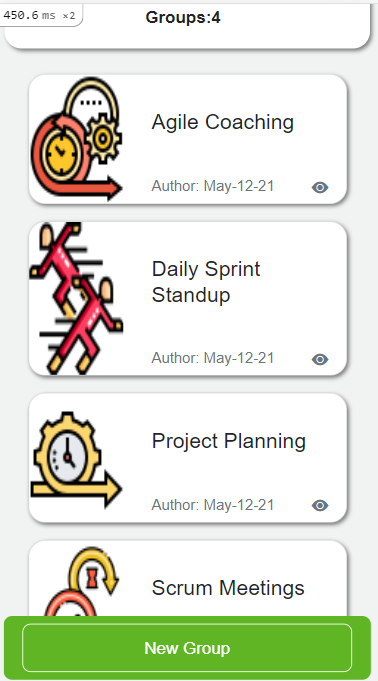 450.6 ms ×2
Groups:4
Agile Coaching
Author: May-12-21
Daily Sprint
Standup
Author: May-12-21
Project Planning
Author: May-12-21
Scrum Meetings
New Group